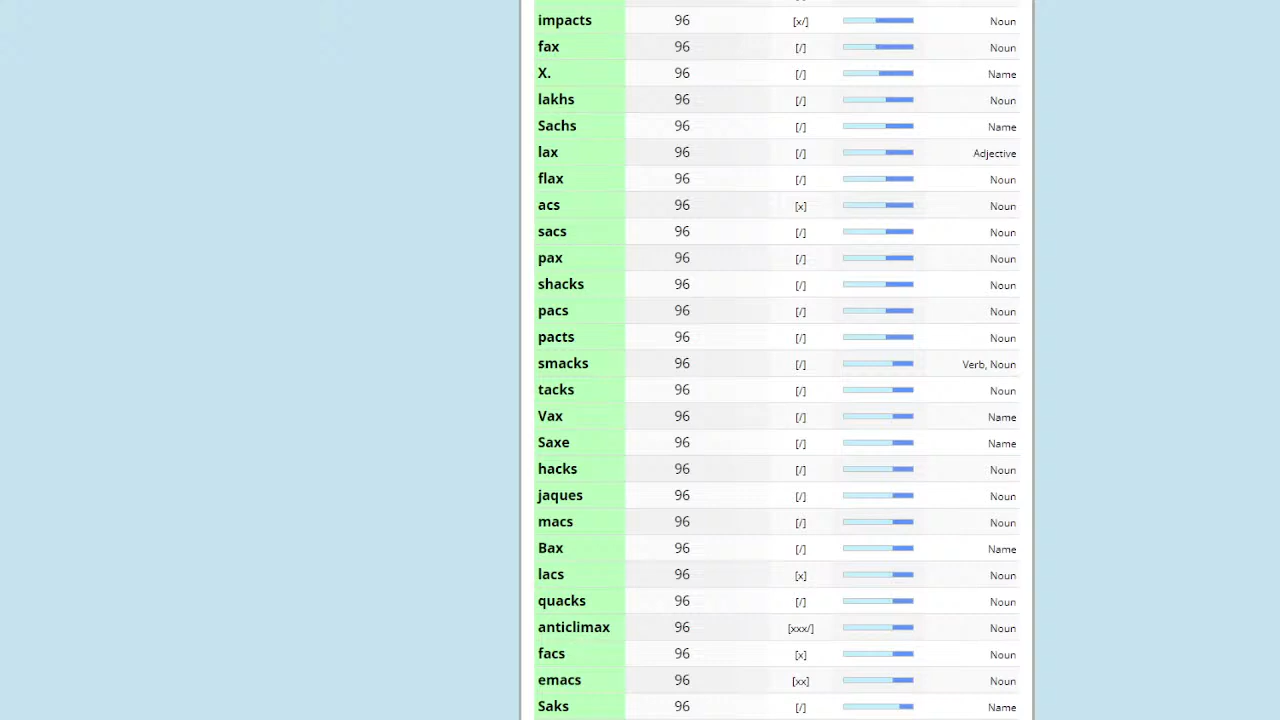 impacts 96 [x/] Noun
fax 96 [/] Noun
X. 96 [/] Name
lakhs 96 [/] Noun
Sachs 96 [/] Name
lax 96 [/] Adjective
flax 96 [/] Noun
acs 96 [x] Noun
sacs 96 [/] Noun
pax 96 [/] Noun
shacks 96 [/] Noun
pacs 96 [/] Noun
pacts 96 [/] Noun
smacks 96 [/] Verb, Noun
tacks 96 [/] Noun
Vax 96 [/] Name
Saxe 96 [/] Name
hacks 96 [/] Noun
jaques 96 [/] Noun
macs 96 [/] Noun
Bax 96 [/] Name
lacs 96 [x] Noun
quacks 96 [/] Noun
anticlimax 96 [xxx/] Noun
facs 96 [x] Noun
emacs 96 [xx] Noun
Saks 96 [/] Name